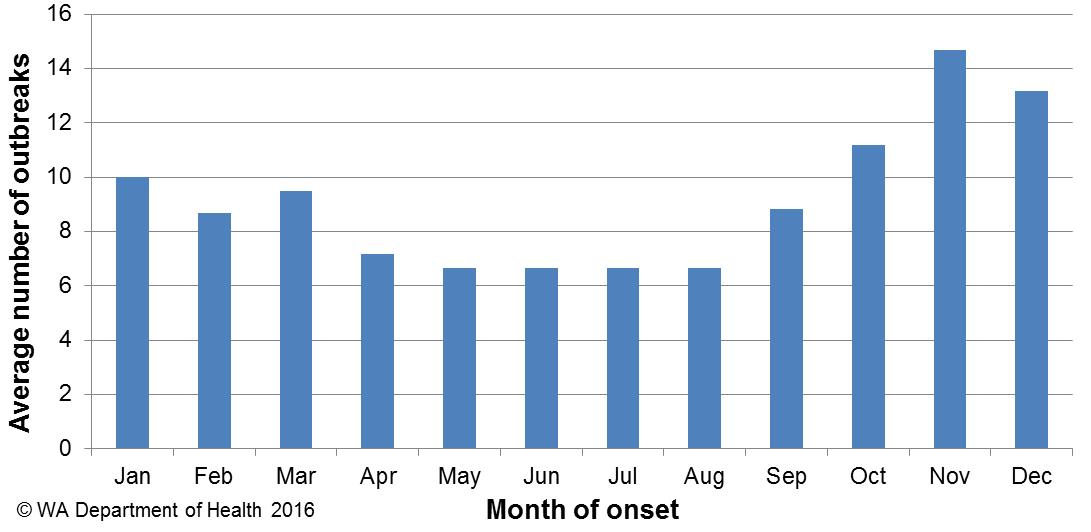 Average number of outbreaks
16
14
12
10
8
6
4
2
0
Jan Feb Mar Apr May Jun Jul Aug Sep Oct Nov Dec
Month of onset
© WA Department of Health 2016